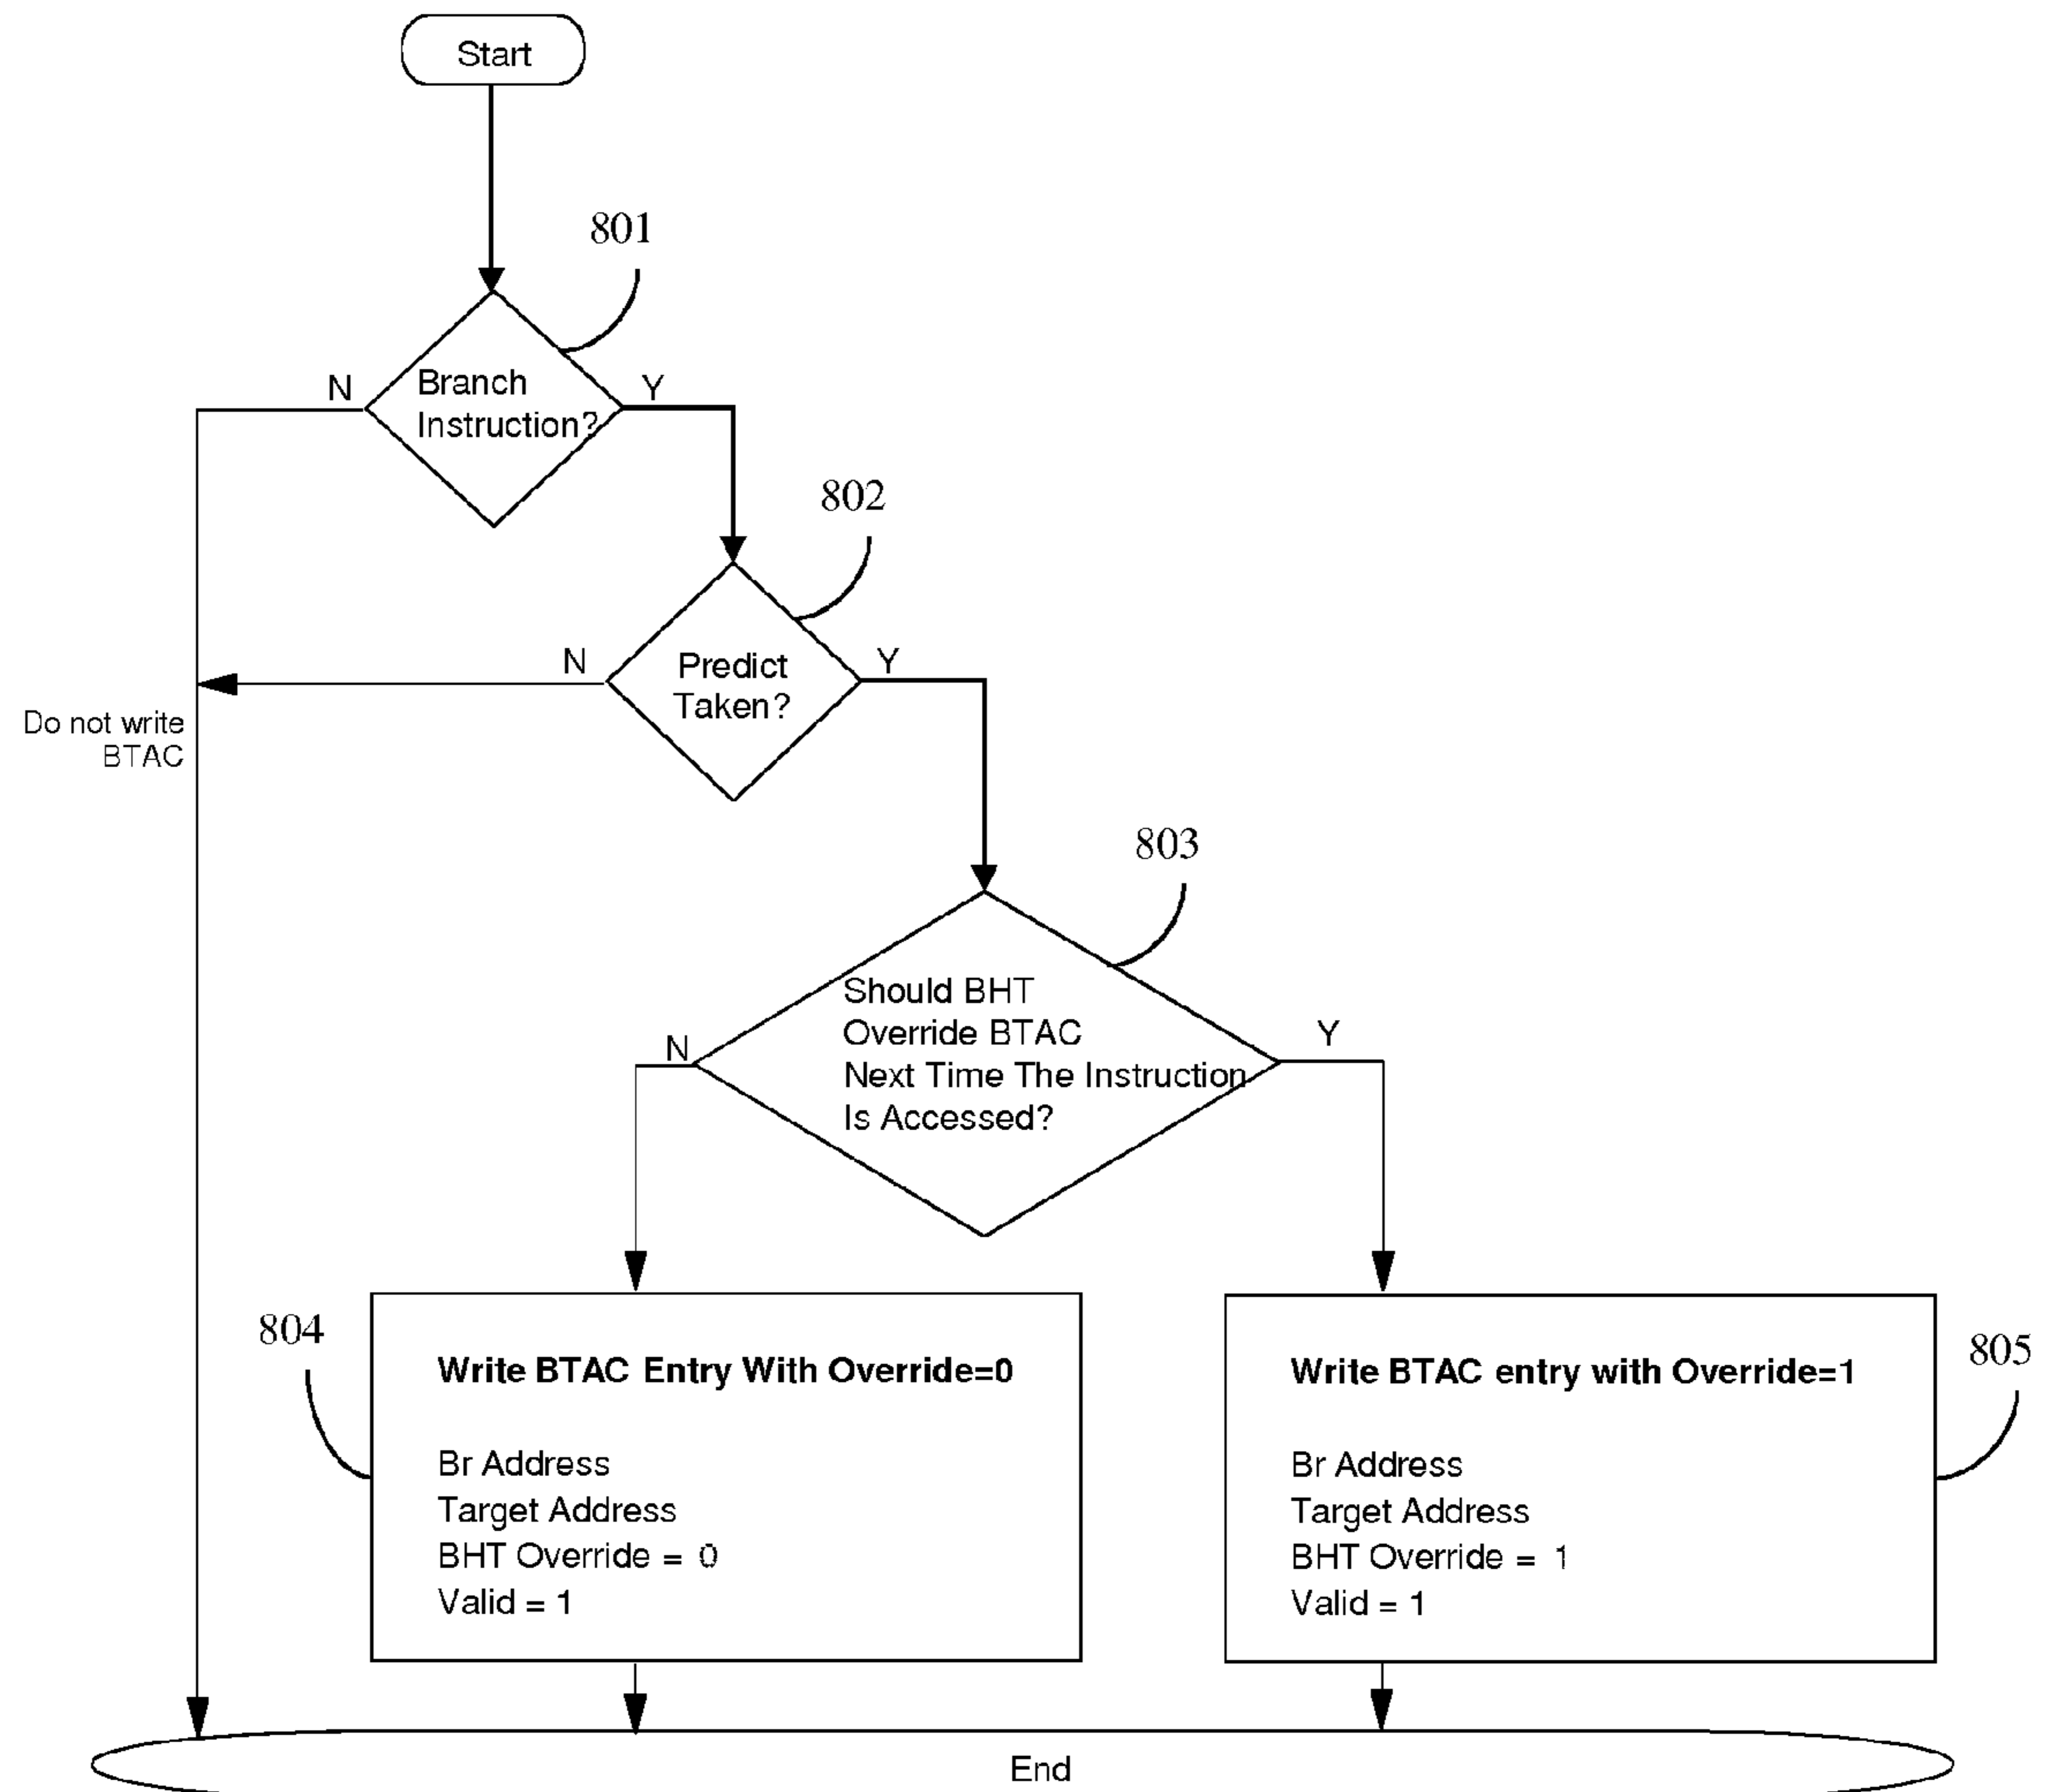 Start
801
N
Branch
Y
Instruction?
802
N
Predict
Y
Taken?
Do not write
BTAC
803
Should BHT
Override BTAC
Next Time The Instruction
Is Accessed?
N
Y
804
Write BTAC Entry With Override=0
Br Address
Target Address
BHT Override = 0
Valid = 1
805
Write BTAC entry with Override=1
Br Address
Target Address
BHT Override = 1
Valid = 1
End